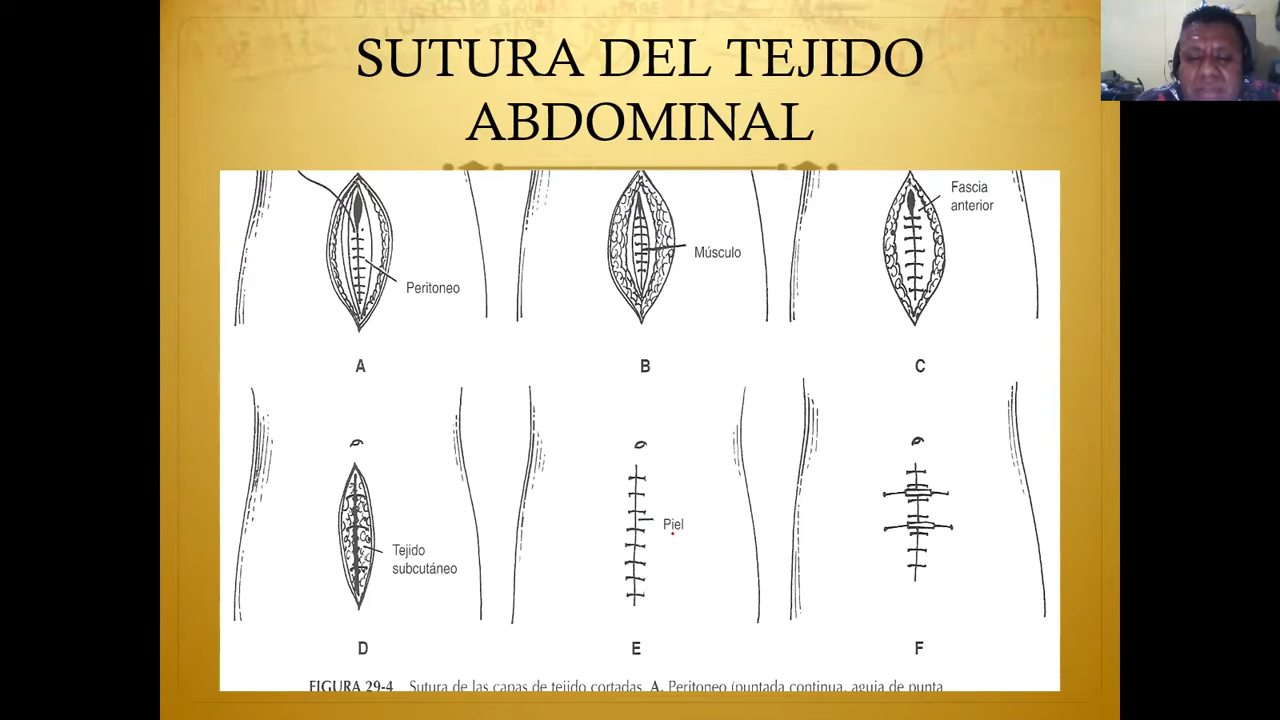 SUTURA DEL TEJIDO
ABDOMINAL
Fascia
anterior
Músculo
Peritoneo
A
B
C
Piel
Tejido
subcutáneo
D
E
F
FIGURA 29-4 Sutura de las capas de tejido cortadas. A. Peritoneo (puntada continua, aguja de punta